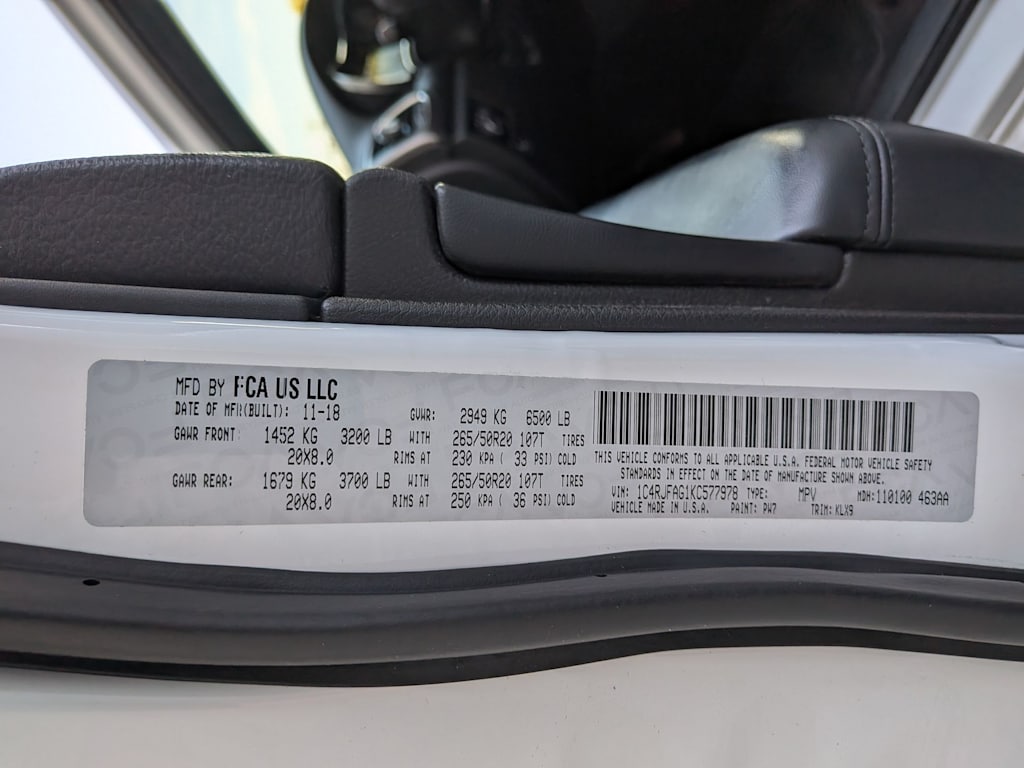 MFD BY FCA US LLC
DATE OF MFR(BUILT): 11-18 GVWR: 2949 KG 6500 LB
GAWR FRONT: 1452 KG 3200 LB WITH 265/50R20 107T TIRES
20X8.0 RIMS AT 230 KPA ( 33 PSI) COLD
GAWR REAR: 1679 KG 3700 LB WITH 265/50R20 107T TIRES
20X8.0 RIMS AT 250 KPA ( 36 PSI) COLD
THIS VEHICLE CONFORMS TO ALL APPLICABLE U.S.A. FEDERAL MOTOR VEHICLE SAFETY
STANDARDS IN EFFECT ON THE DATE OF MANUFACTURE SHOWN ABOVE.
VIN: 1C4RJFAG1KC577978 TYPE: MPV MDH:110100 463AA
VEHICLE MADE IN U.S.A. PAINT: PW7 TRIM: KLX9